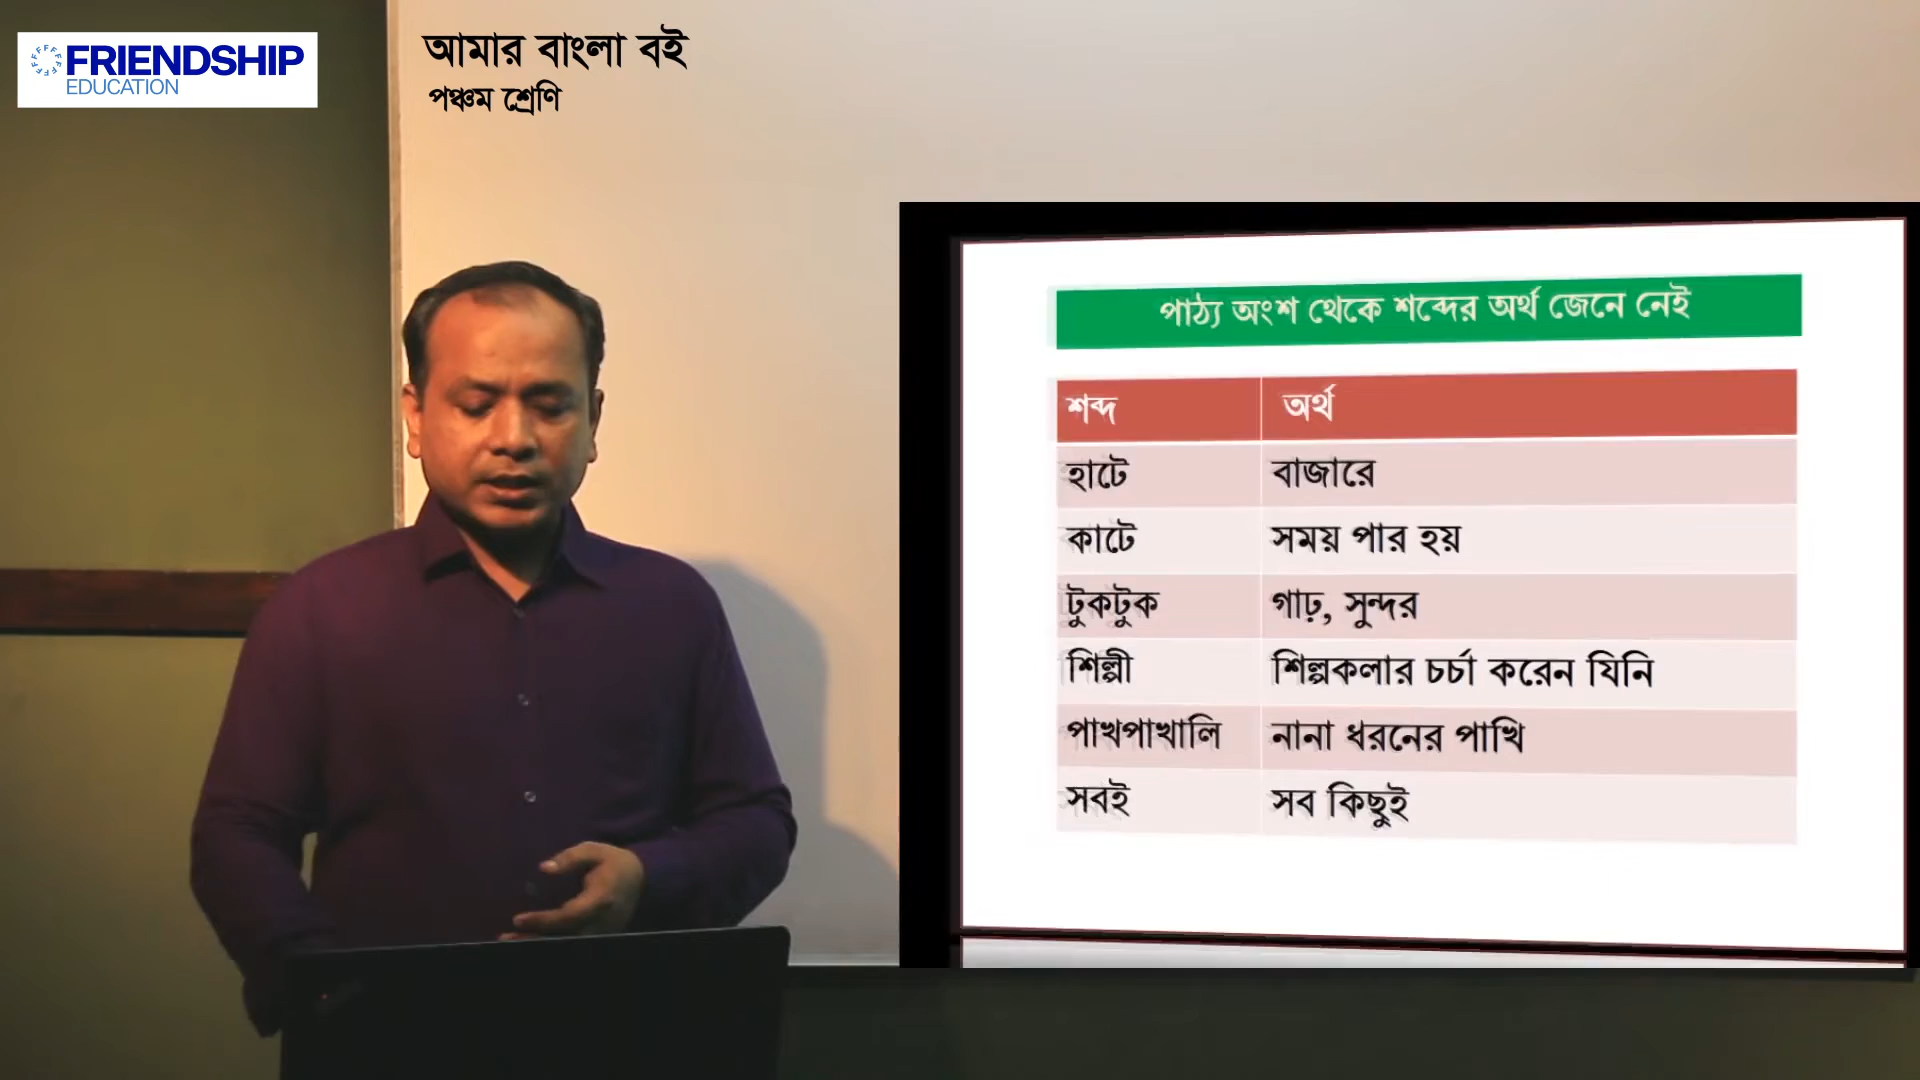 FRIENDSHIP
EDUCATION
আমার বাংলা বই
পঞ্চম শ্রেণি
পাঠ্য অংশ থেকে শব্দের অর্থ জেনে নেই
শব্দ অর্থ
হাটে বাজারে
কাটে সময় পার হয়
টুকটুক গাঢ়, সুন্দর
শিল্পী শিল্পকলার চর্চা করেন যিনি
পাখপাখালি নানা ধরনের পাখি
সবই সব কিছুই